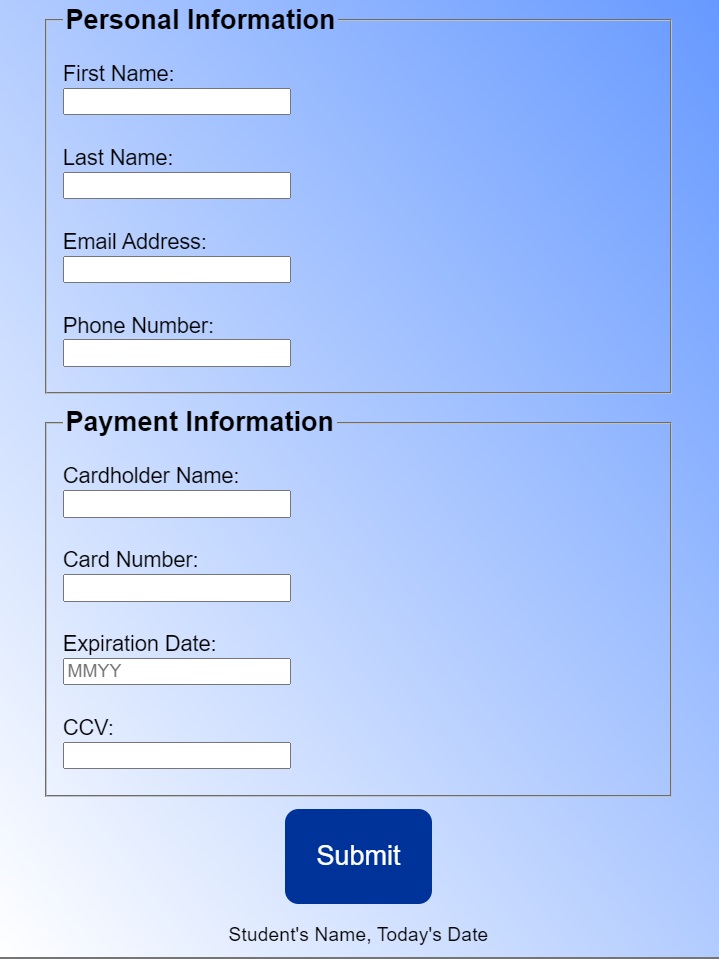 Personal Information
First Name:
Last Name:
Email Address:
Phone Number:
Payment Information
Cardholder Name:
Card Number:
Expiration Date:
MMYY
CCV:
Submit
Student's Name, Today's Date